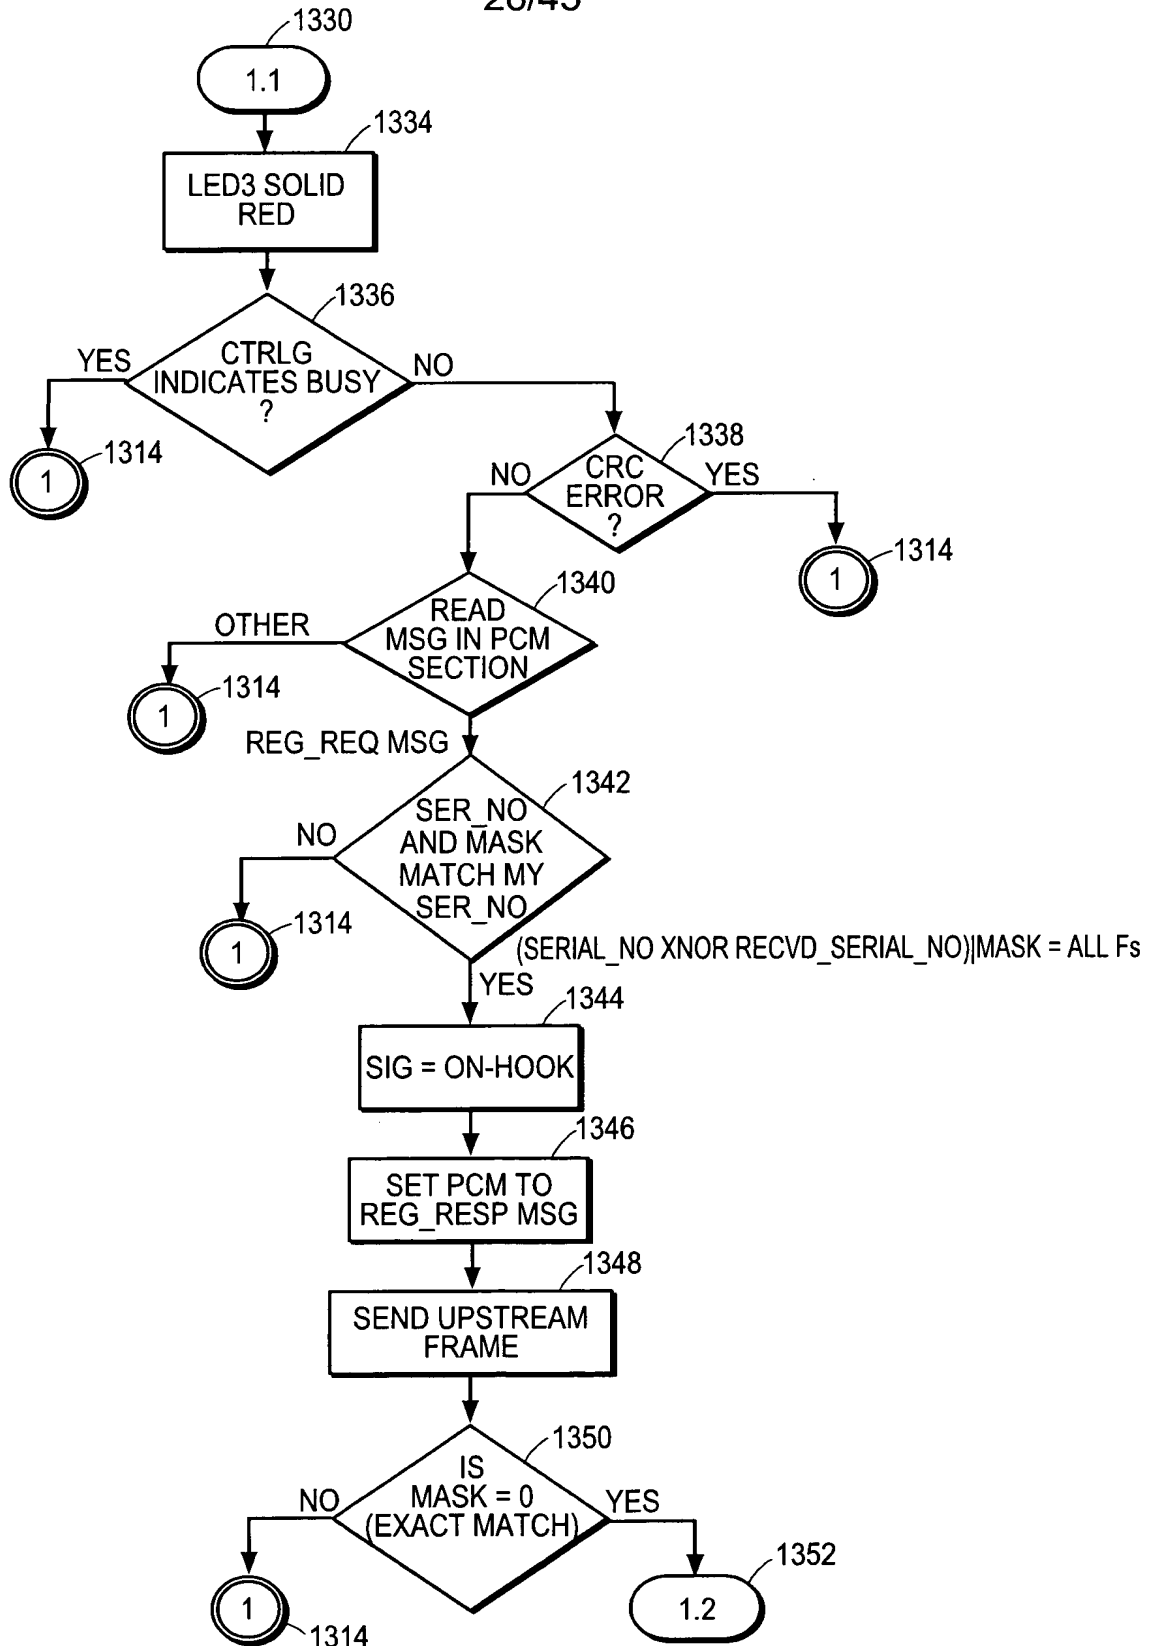 28/45
1330
1.1
1334
LED3 SOLID
RED
1336
CTRLG
INDICATES BUSY
?
YES
NO
1314
1
1338
CRC
ERROR
?
NO
YES
1314
1
1340
READ
MSG IN PCM
SECTION
OTHER
1314
1
REG_REQ MSG
1342
SER_NO
AND MASK
MATCH MY
SER_NO
NO
1314
1
(SERIAL_NO XNOR RECVD_SERIAL_NO)|MASK = ALL Fs
YES
1344
SIG = ON-HOOK
1346
SET PCM TO
REG_RESP MSG
1348
SEND UPSTREAM
FRAME
1350
IS
MASK = 0
(EXACT MATCH)
NO
YES
1352
1
1.2
1314